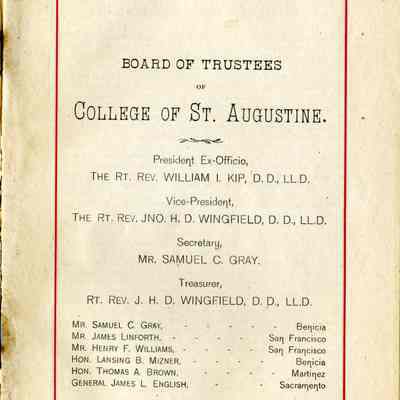 BOARD OF TRUSTEES
OF
COLLEGE OF ST. AUGUSTINE.
President Ex-Officio,
THE RT. REV. WILLIAM I. KIP, D. D., LL.D.
Vice-President,
THE RT. REV. JNO. H. D. WINGFIELD, D. D., LL.D.
Secretary,
MR. SAMUEL C. GRAY.
Treasurer,
RT. REV. J. H. D. WINGFIELD, D. D., LL.D.
MR. SAMUEL C. GRAY, - - - - - Benicia
MR. JAMES LINFORTH, - - - - San Francisco
MR. HENRY F. WILLIAMS, - - - - San Francisco
HON. LANSING B. MIZNER, - - - - - Benicia
HON. THOMAS A. BROWN, - - - - Martinez
GENERAL JAMES L. ENGLISH, - - - Sacramento